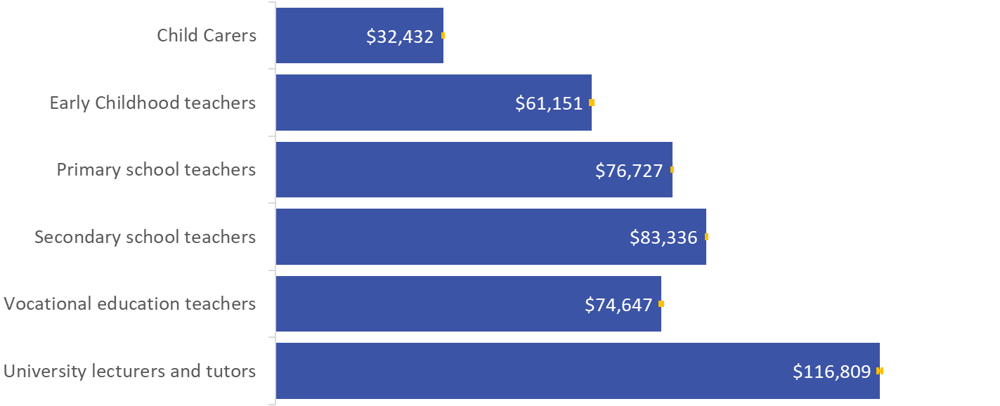 Child Carers $32,432
Early Childhood teachers $61,151
Primary school teachers $76,727
Secondary school teachers $83,336
Vocational education teachers $74,647
University lecturers and tutors $116,809